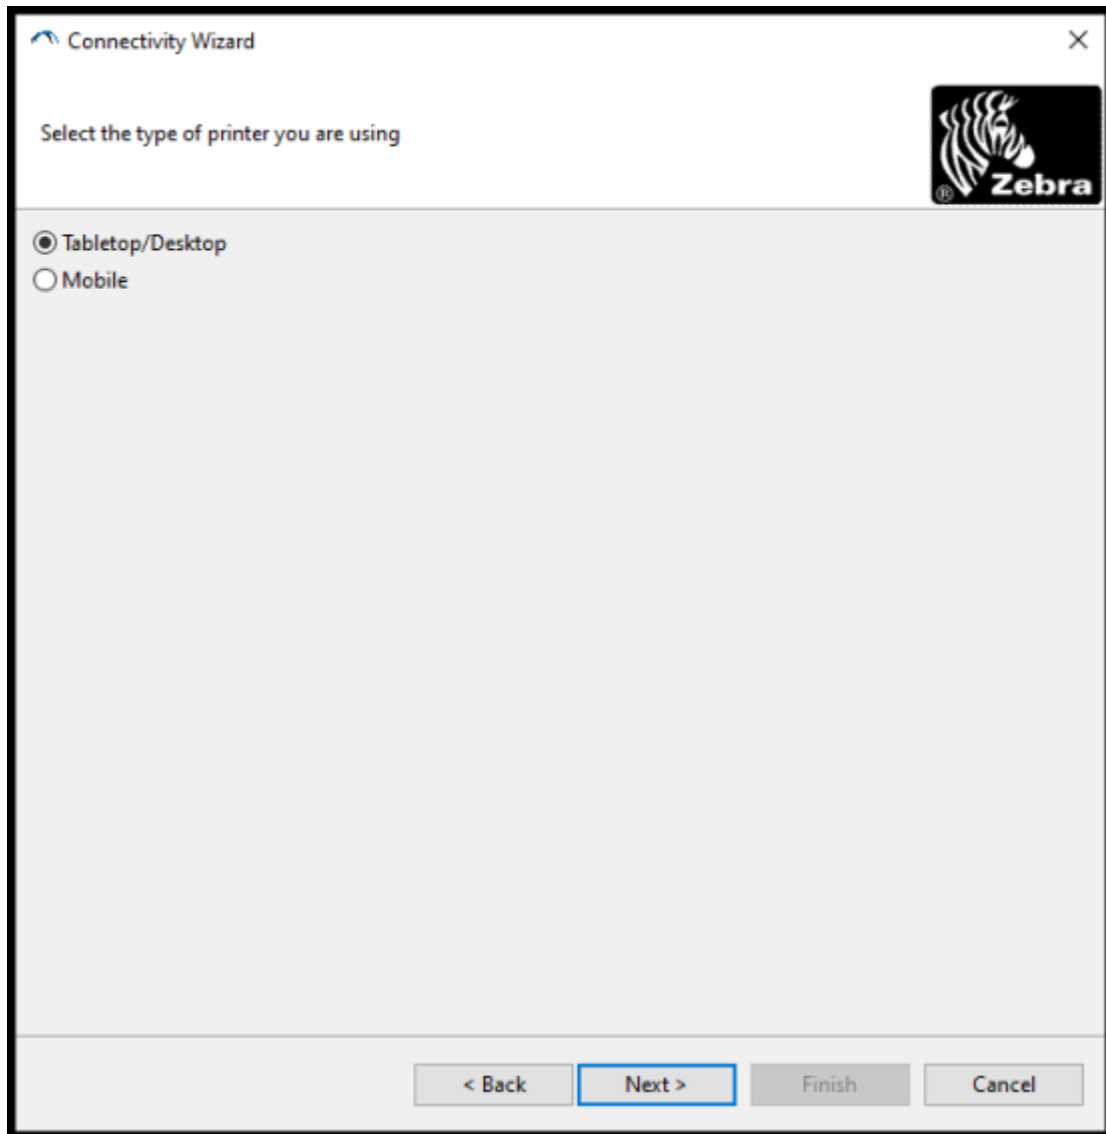 Connectivity Wizard
Select the type of printer you are using
® Zebra
Tabletop/Desktop
Mobile
< Back
Next >
Finish
Cancel